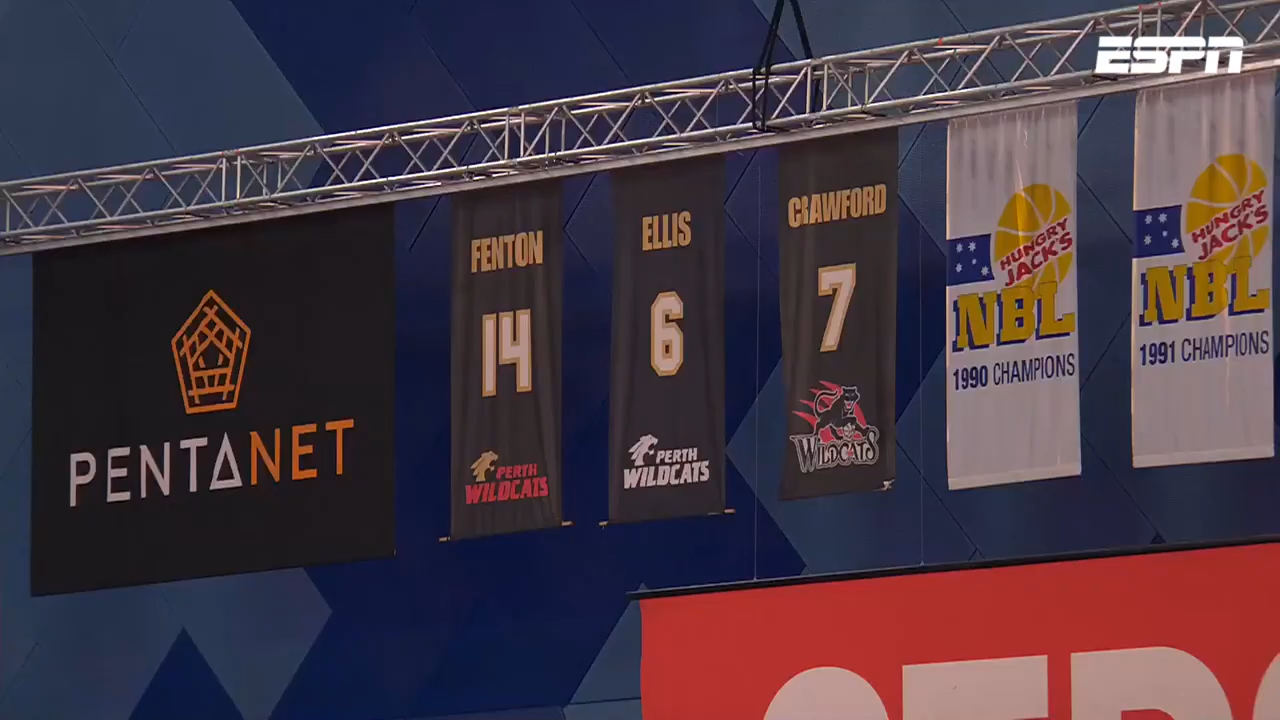 ESPN
PENTANET
FENTON
14
PERTH
WILDCATS
ELLIS
6
PERTH
WILDCATS
CRAWFORD
7
WILDCATS
HUNGRY
JACK'S
NBL
1990 CHAMPIONS
HUNGRY
JACK'S
NBL
1991 CHAMPIONS